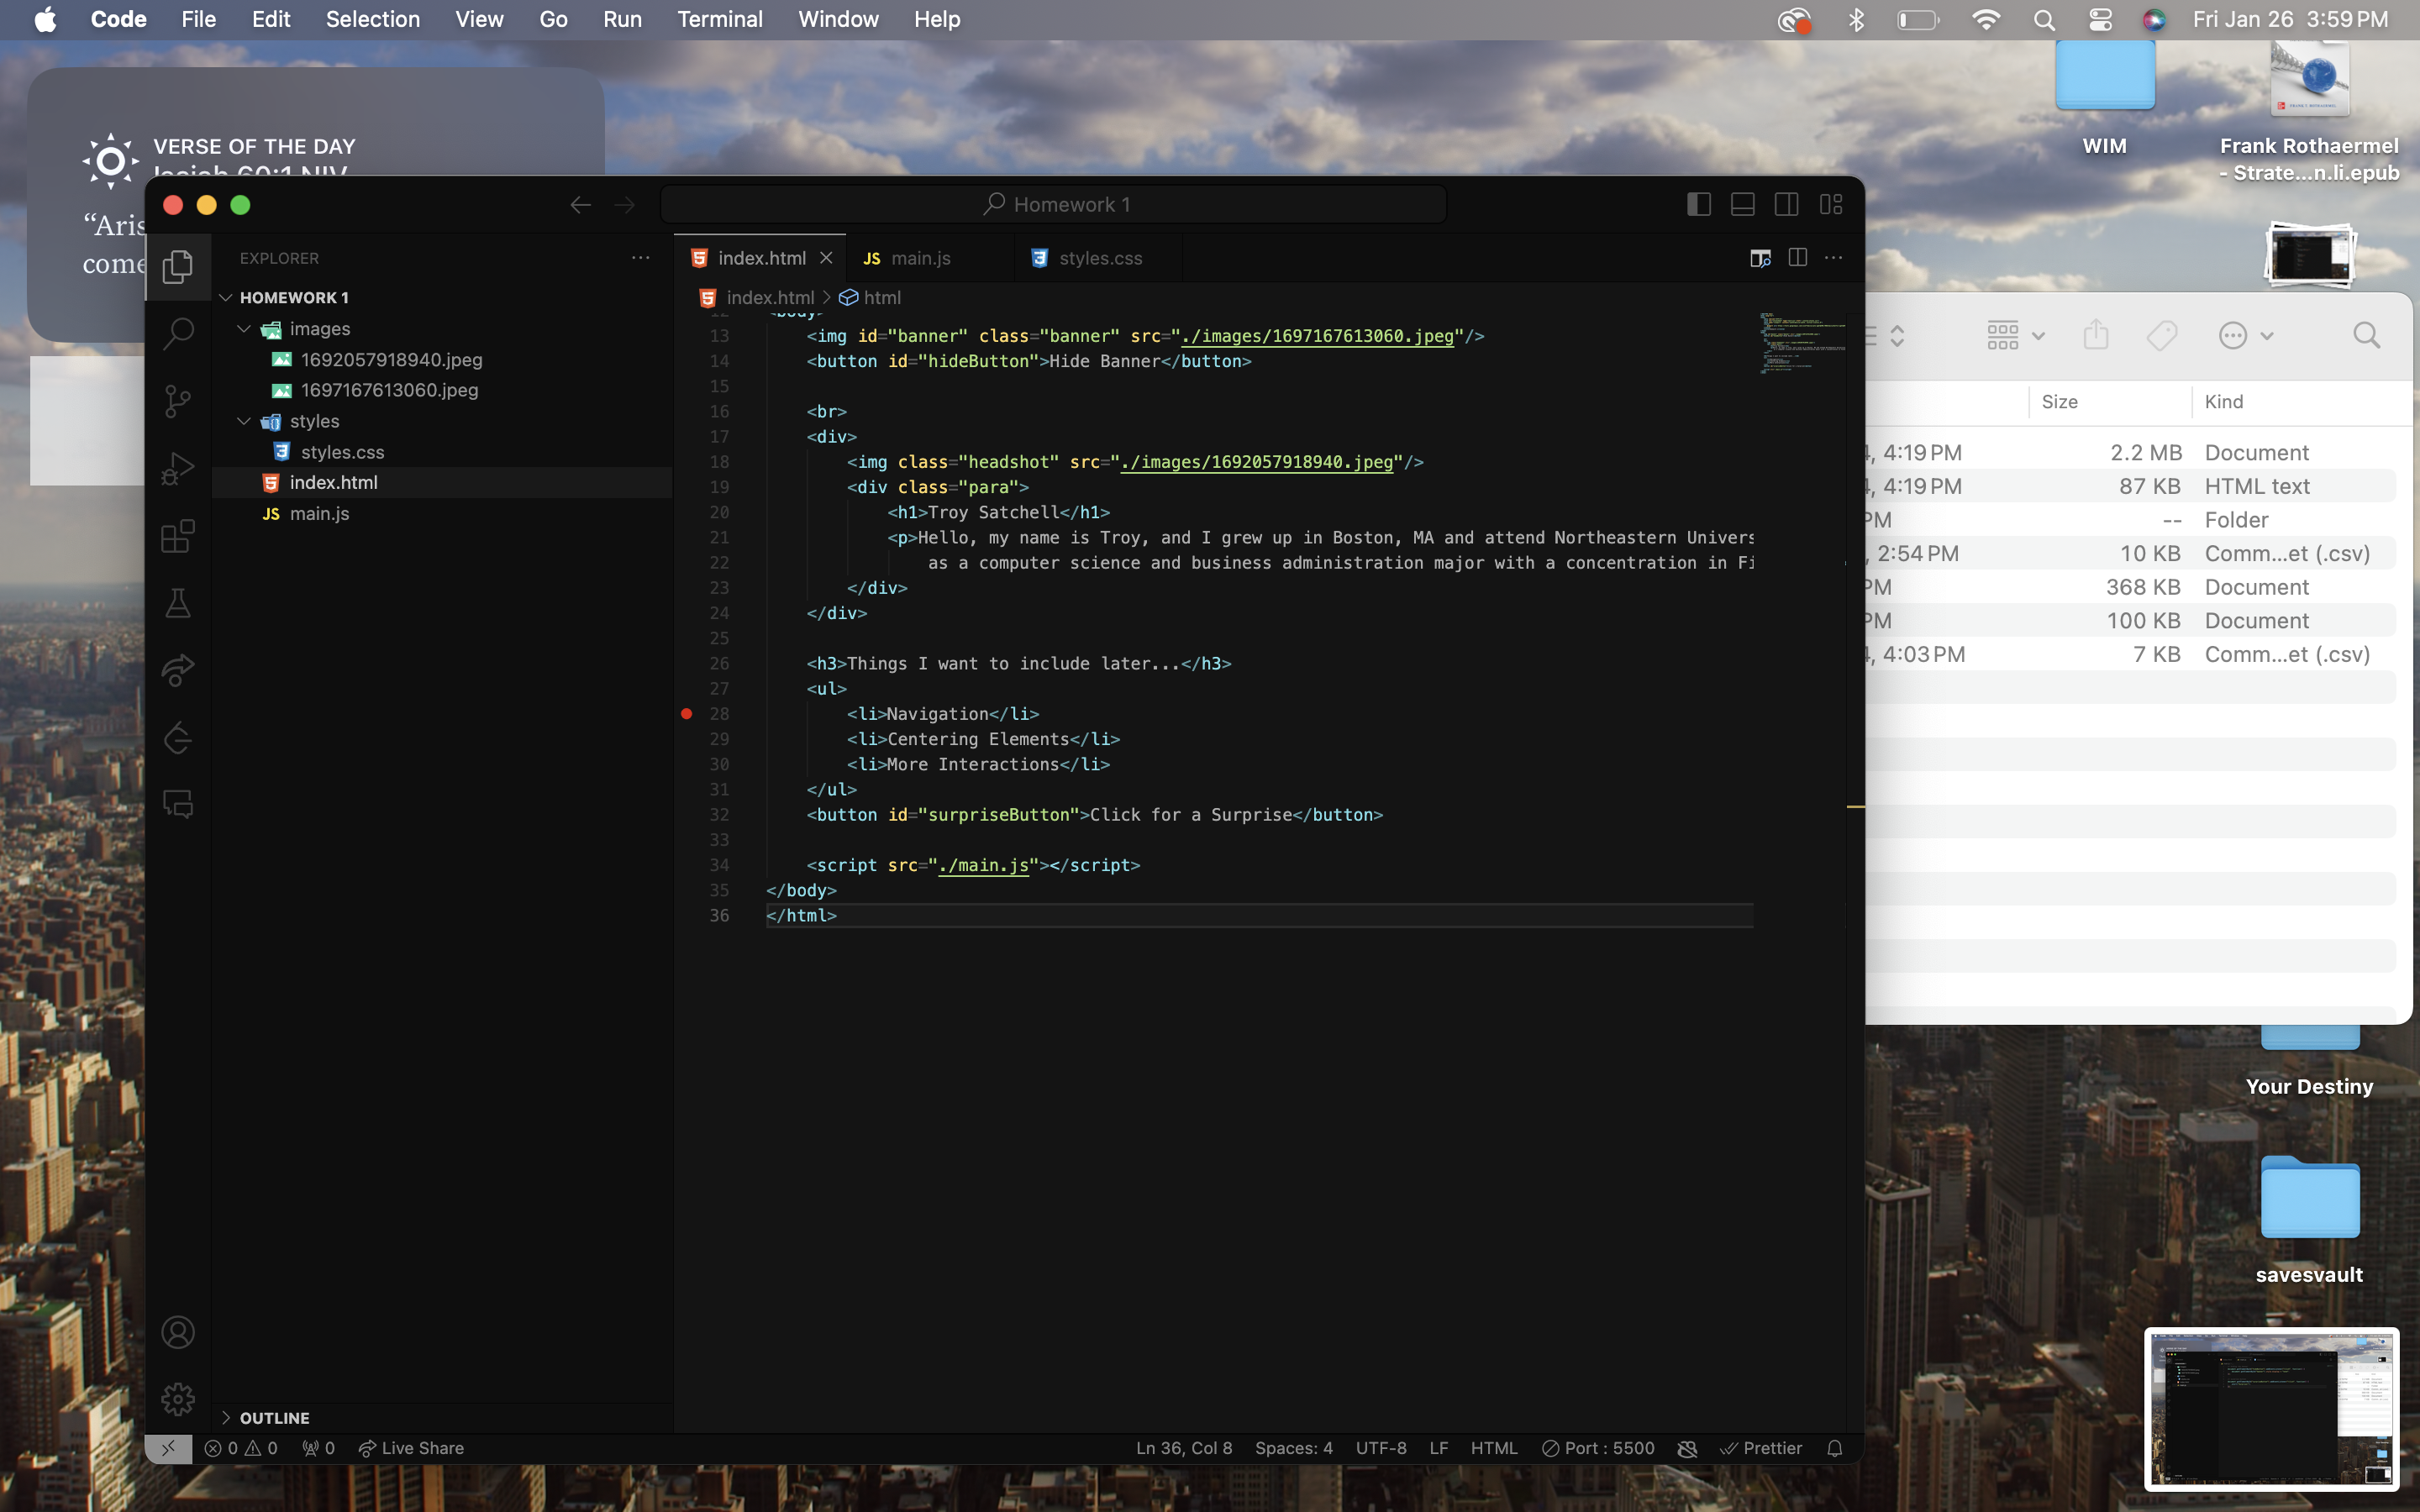 Code File Edit Selection View Go Run Terminal Window Help Fri Jan 26 3:59 PM
VERSE OF THE DAY
Isaiah 60:1 NIV
“Aris
come
WIM
Frank Rothaermel
- Strate...n.li.epub
Homework 1
EXPLORER
HOMEWORK 1
images
1692057918940.jpeg
1697167613060.jpeg
styles
styles.css
index.html
JS main.js
OUTLINE
index.html JS main.js styles.css
index.html > html
12 <body>
13 <img id="banner" class="banner" src="./images/1697167613060.jpeg"/>
14 <button id="hideButton">Hide Banner</button>
15
16 <br>
17 <div>
18 <img class="headshot" src="./images/1692057918940.jpeg"/>
19 <div class="para">
20 <h1>Troy Satchell</h1>
21 <p>Hello, my name is Troy, and I grew up in Boston, MA and attend Northeastern Univers
22 as a computer science and business administration major with a concentration in Fi
23 </div>
24 </div>
25
26 <h3>Things I want to include later...</h3>
27 <ul>
28 <li>Navigation</li>
29 <li>Centering Elements</li>
30 <li>More Interactions</li>
31 </ul>
32 <button id="surpriseButton">Click for a Surprise</button>
33
34 <script src="./main.js"></script>
35 </body>
36 </html>
0 0 0 Live Share Ln 36, Col 8 Spaces: 4 UTF-8 LF HTML Port : 5500 Prettier
Size Kind
4, 4:19 PM 2.2 MB Document
4, 4:19 PM 87 KB HTML text
PM -- Folder
, 2:54 PM 10 KB Comm...et (.csv)
PM 368 KB Document
PM 100 KB Document
4, 4:03 PM 7 KB Comm...et (.csv)
Your Destiny
savesvault